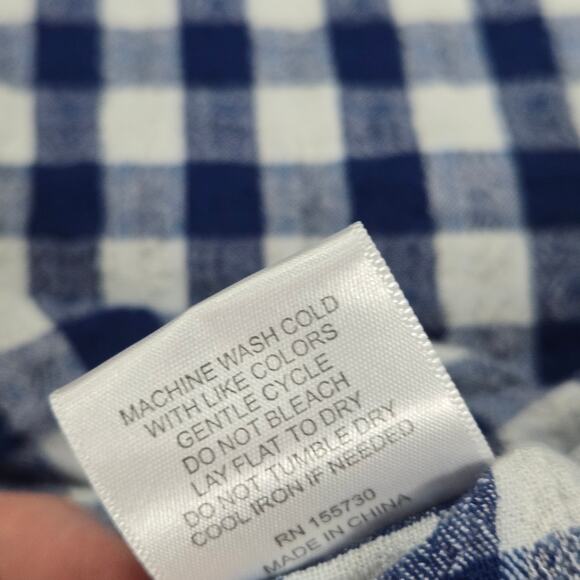 MACHINE WASH COLD
WITH LIKE COLORS
GENTLE CYCLE
DO NOT BLEACH
LAY FLAT TO DRY
DO NOT TUMBLE DRY
COOL IRON IF NEEDED
RN 155730
MADE IN CHINA